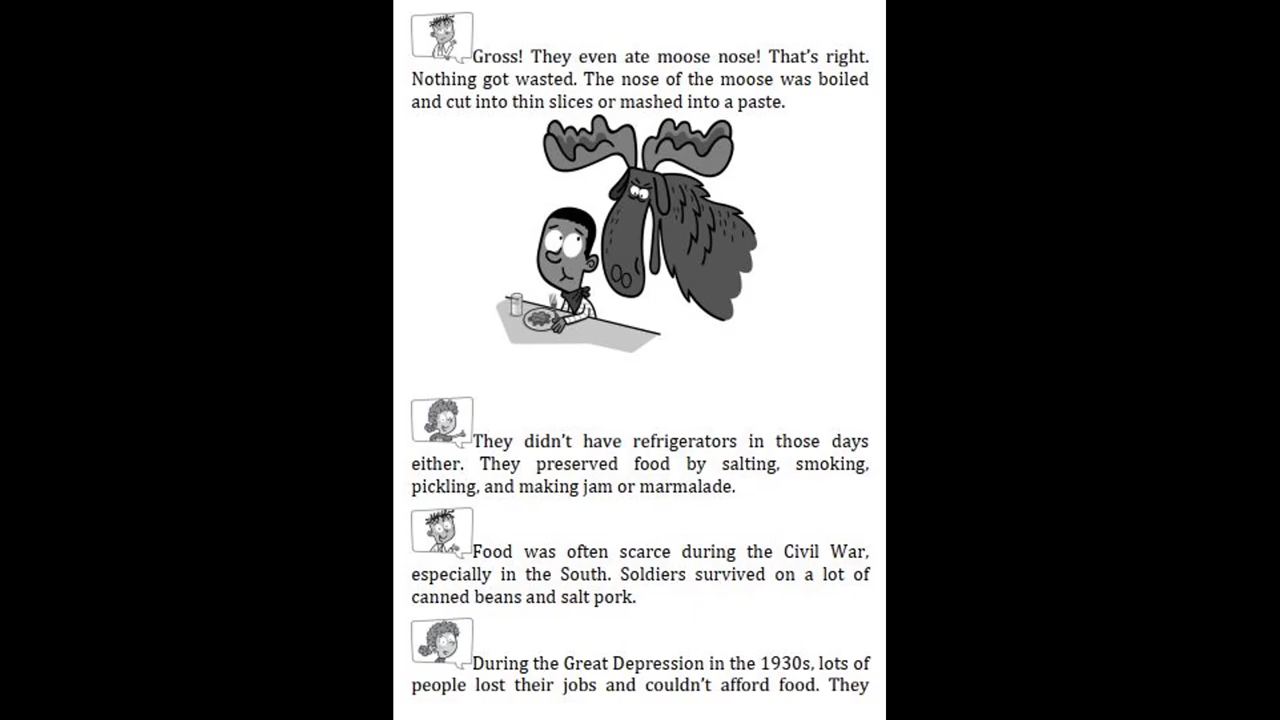 Gross! They even ate moose nose! That’s right.
Nothing got wasted. The nose of the moose was boiled
and cut into thin slices or mashed into a paste.
They didn’t have refrigerators in those days
either. They preserved food by salting, smoking,
pickling, and making jam or marmalade.
Food was often scarce during the Civil War,
especially in the South. Soldiers survived on a lot of
canned beans and salt pork.
During the Great Depression in the 1930s, lots of
people lost their jobs and couldn’t afford food. They